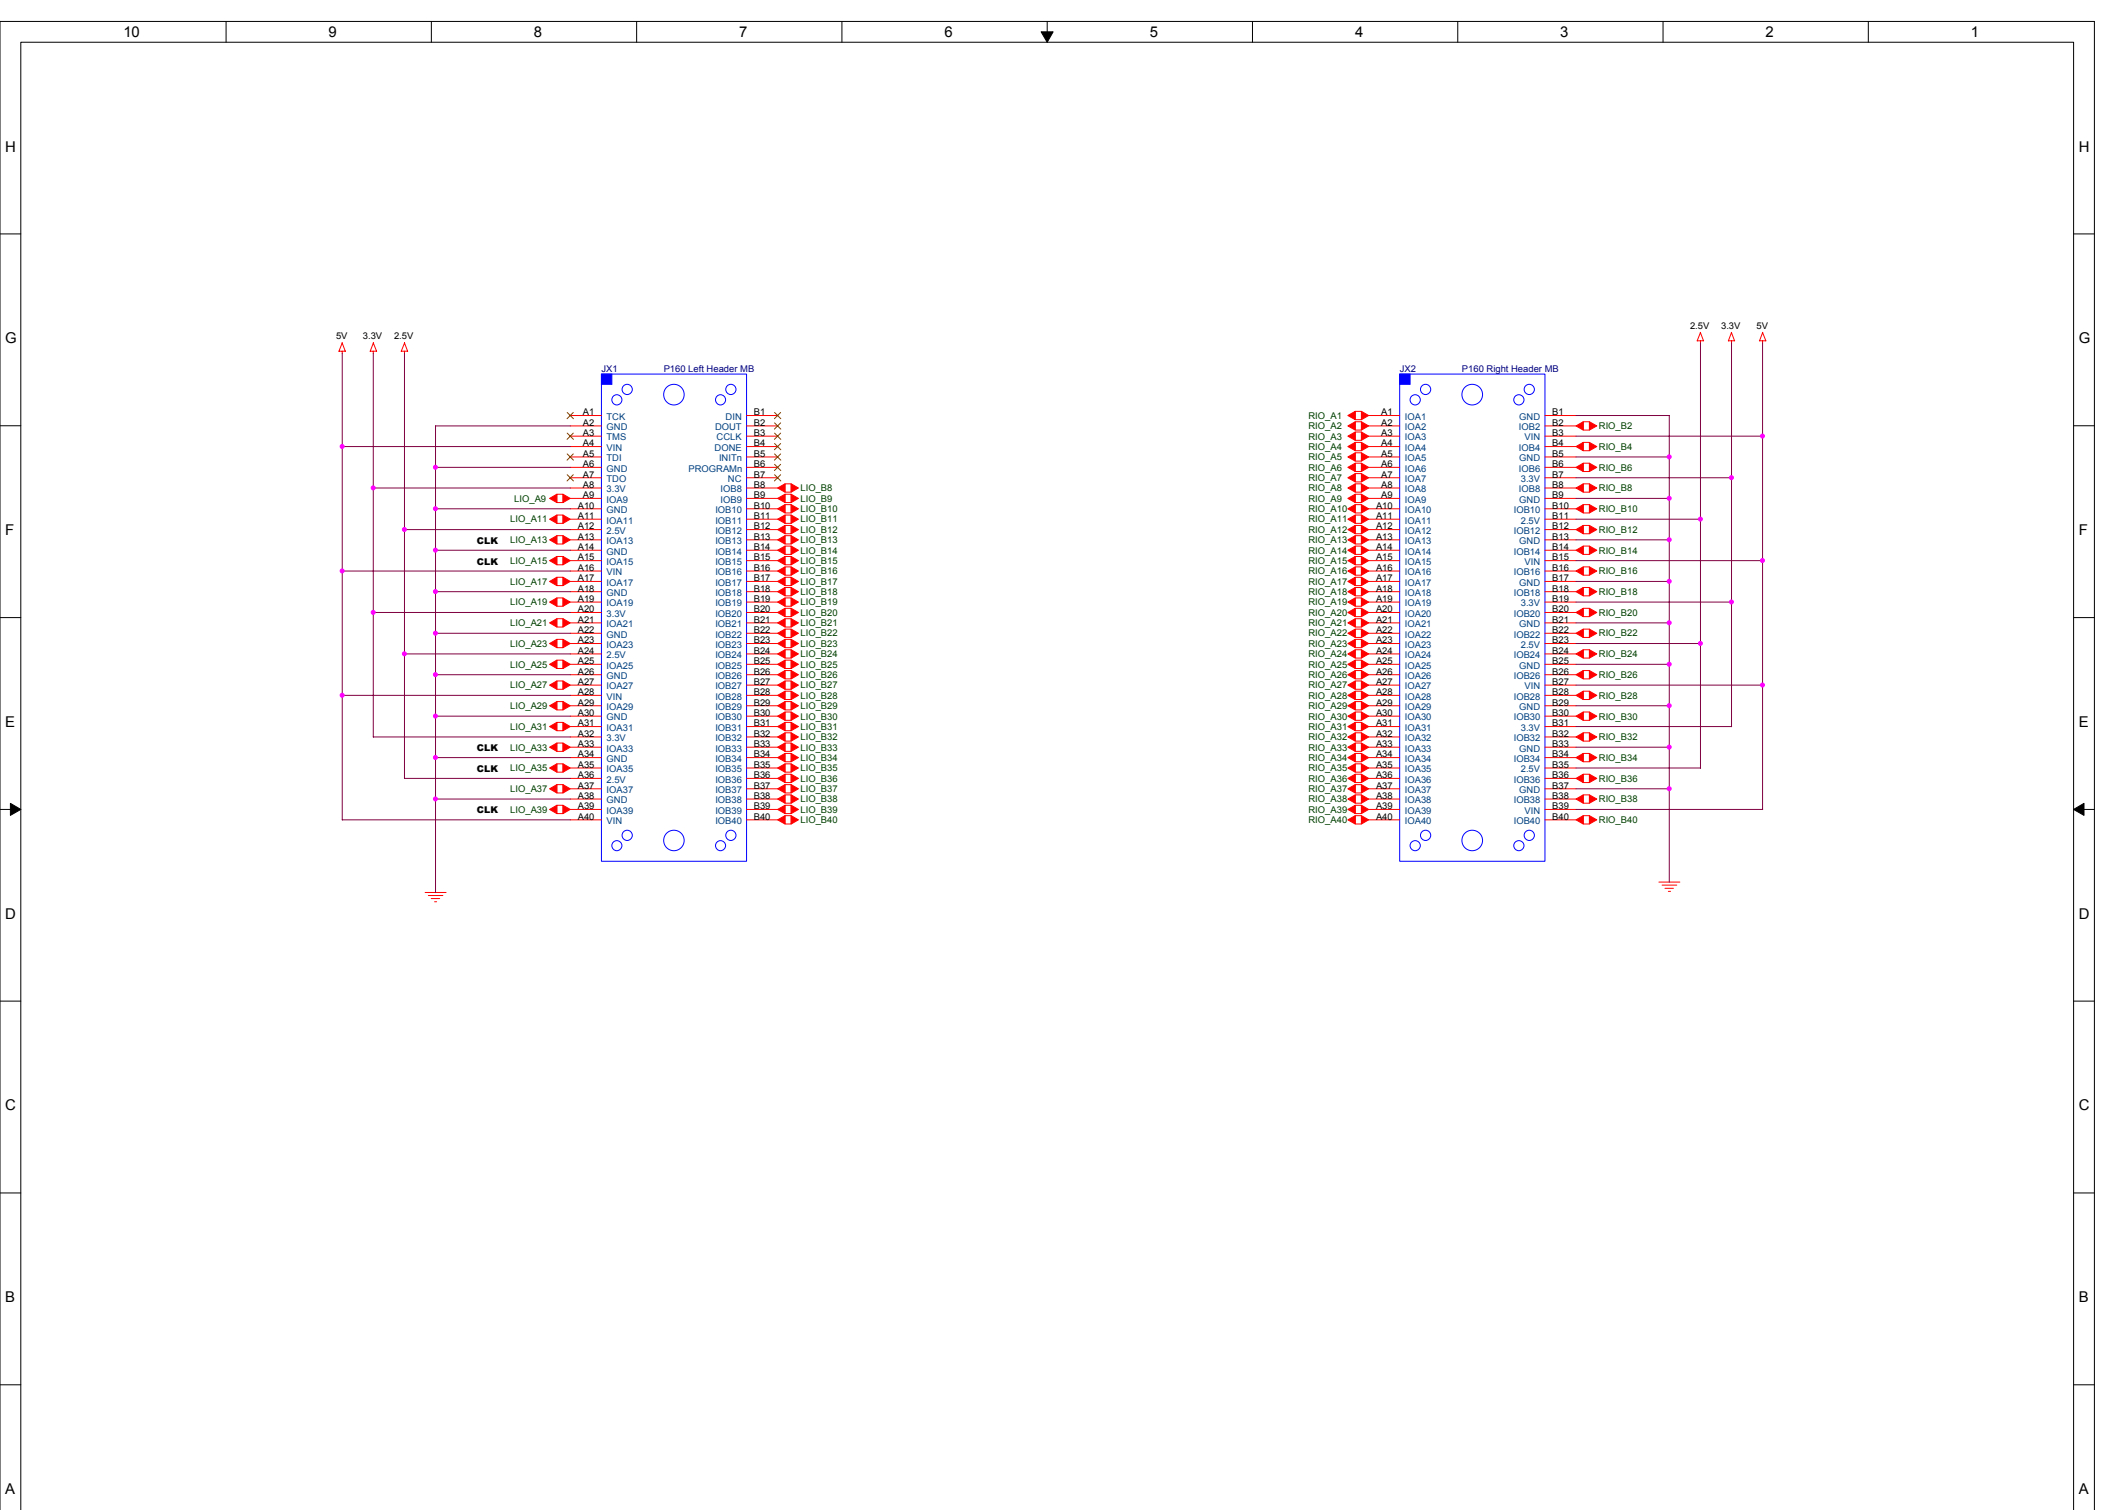 10 9 8 7 6 5 4 3 2 1
H H
G G
5V 3.3V 2.5V
JX1 P160 Left Header MB
A1 TCK DIN B1
A2 GND DOUT B2
A3 TMS CCLK B3
A4 VIN DONE B4
A5 TDI INITn B5
A6 GND PROGRAMn B6
A7 TDO NC B7
A8 3.3V IOB8 B8 LIO_B8
LIO_A9 A9 IOA9 IOB9 B9 LIO_B9
A10 GND IOB10 B10 LIO_B10
LIO_A11 A11 IOA11 IOB11 B11 LIO_B11
A12 2.5V IOB12 B12 LIO_B12
CLK LIO_A13 A13 IOA13 IOB13 B13 LIO_B13
A14 GND IOB14 B14 LIO_B14
CLK LIO_A15 A15 IOA15 IOB15 B15 LIO_B15
A16 VIN IOB16 B16 LIO_B16
LIO_A17 A17 IOA17 IOB17 B17 LIO_B17
A18 GND IOB18 B18 LIO_B18
LIO_A19 A19 IOA19 IOB19 B19 LIO_B19
A20 3.3V IOB20 B20 LIO_B20
LIO_A21 A21 IOA21 IOB21 B21 LIO_B21
A22 GND IOB22 B22 LIO_B22
LIO_A23 A23 IOA23 IOB23 B23 LIO_B23
A24 2.5V IOB24 B24 LIO_B24
LIO_A25 A25 IOA25 IOB25 B25 LIO_B25
A26 GND IOB26 B26 LIO_B26
LIO_A27 A27 IOA27 IOB27 B27 LIO_B27
A28 VIN IOB28 B28 LIO_B28
LIO_A29 A29 IOA29 IOB29 B29 LIO_B29
A30 GND IOB30 B30 LIO_B30
LIO_A31 A31 IOA31 IOB31 B31 LIO_B31
A32 3.3V IOB32 B32 LIO_B32
CLK LIO_A33 A33 IOA33 IOB33 B33 LIO_B33
A34 GND IOB34 B34 LIO_B34
CLK LIO_A35 A35 IOA35 IOB35 B35 LIO_B35
A36 2.5V IOB36 B36 LIO_B36
LIO_A37 A37 IOA37 IOB37 B37 LIO_B37
A38 GND IOB38 B38 LIO_B38
CLK LIO_A39 A39 IOA39 IOB39 B39 LIO_B39
A40 VIN IOB40 B40 LIO_B40
2.5V 3.3V 5V
JX2 P160 Right Header MB
RIO_A1 A1 IOA1 GND B1
RIO_A2 A2 IOA2 IOB2 B2 RIO_B2
RIO_A3 A3 IOA3 VIN B3
RIO_A4 A4 IOA4 IOB4 B4 RIO_B4
RIO_A5 A5 IOA5 GND B5
RIO_A6 A6 IOA6 IOB6 B6 RIO_B6
RIO_A7 A7 IOA7 3.3V B7
RIO_A8 A8 IOA8 IOB8 B8 RIO_B8
RIO_A9 A9 IOA9 GND B9
RIO_A10 A10 IOA10 IOB10 B10 RIO_B10
RIO_A11 A11 IOA11 2.5V B11
RIO_A12 A12 IOA12 IOB12 B12 RIO_B12
RIO_A13 A13 IOA13 GND B13
RIO_A14 A14 IOA14 IOB14 B14 RIO_B14
RIO_A15 A15 IOA15 VIN B15
RIO_A16 A16 IOA16 IOB16 B16 RIO_B16
RIO_A17 A17 IOA17 GND B17
RIO_A18 A18 IOA18 IOB18 B18 RIO_B18
RIO_A19 A19 IOA19 3.3V B19
RIO_A20 A20 IOA20 IOB20 B20 RIO_B20
RIO_A21 A21 IOA21 GND B21
RIO_A22 A22 IOA22 IOB22 B22 RIO_B22
RIO_A23 A23 IOA23 2.5V B23
RIO_A24 A24 IOA24 IOB24 B24 RIO_B24
RIO_A25 A25 IOA25 GND B25
RIO_A26 A26 IOA26 IOB26 B26 RIO_B26
RIO_A27 A27 IOA27 VIN B27
RIO_A28 A28 IOA28 IOB28 B28 RIO_B28
RIO_A29 A29 IOA29 GND B29
RIO_A30 A30 IOA30 IOB30 B30 RIO_B30
RIO_A31 A31 IOA31 3.3V B31
RIO_A32 A32 IOA32 IOB32 B32 RIO_B32
RIO_A33 A33 IOA33 GND B33
RIO_A34 A34 IOA34 IOB34 B34 RIO_B34
RIO_A35 A35 IOA35 2.5V B35
RIO_A36 A36 IOA36 IOB36 B36 RIO_B36
RIO_A37 A37 IOA37 GND B37
RIO_A38 A38 IOA38 IOB38 B38 RIO_B38
RIO_A39 A39 IOA39 VIN B39
RIO_A40 A40 IOA40 IOB40 B40 RIO_B40
F F
E E
D D
C C
B B
A A